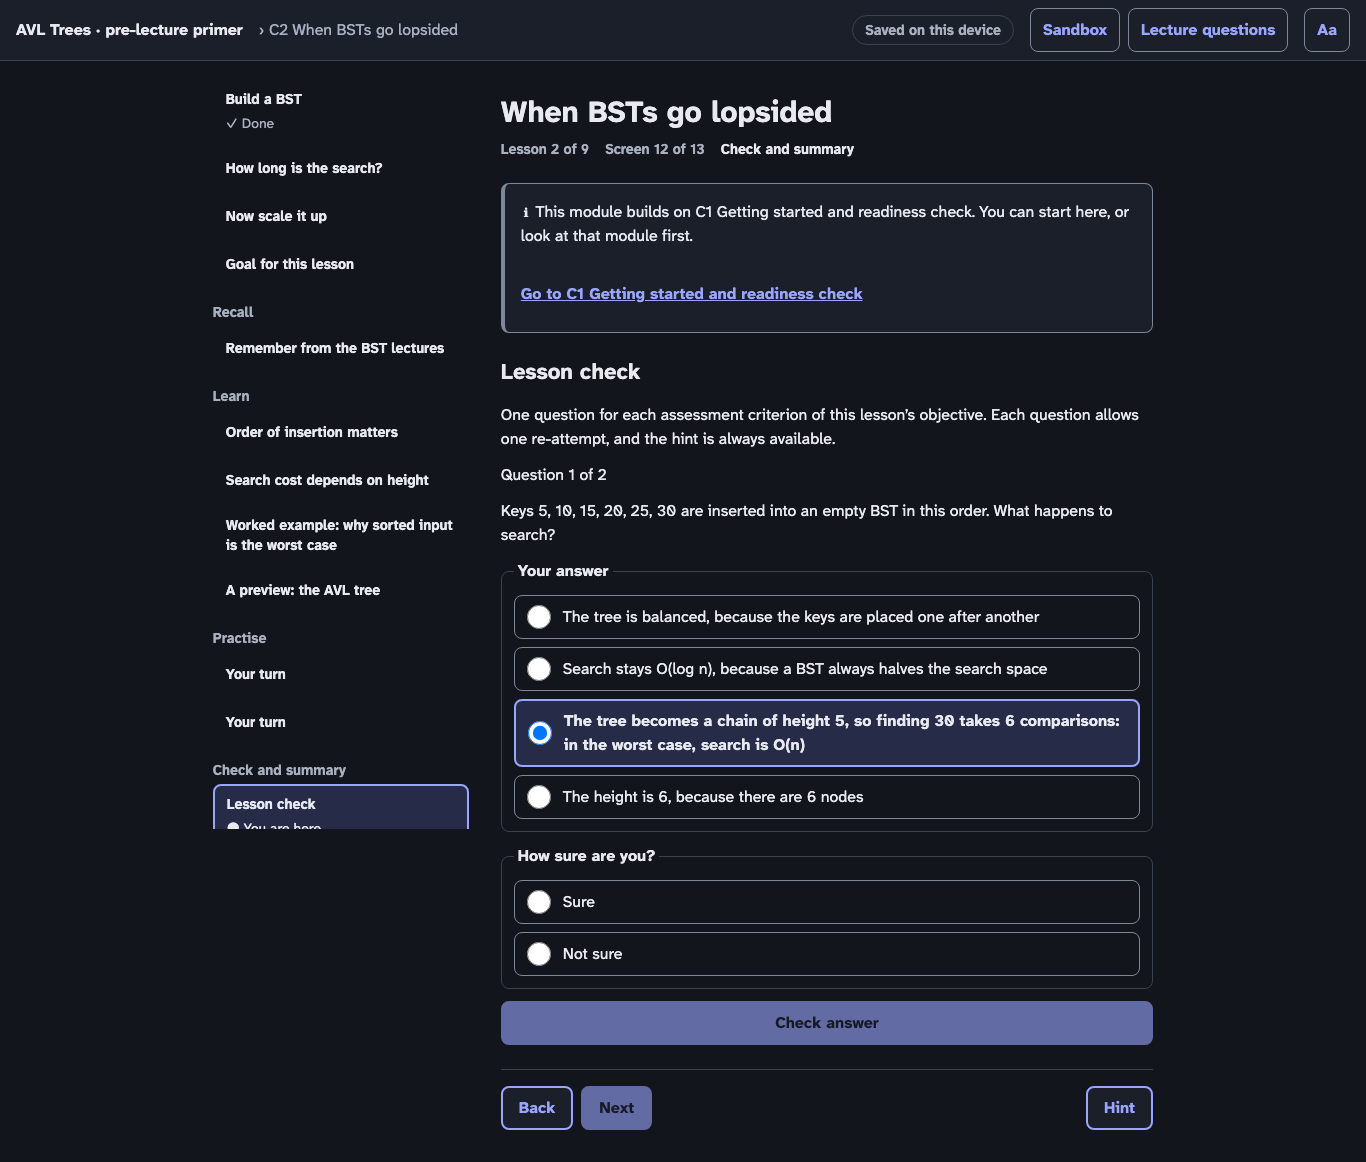 AVL Trees · pre-lecture primer
› C2 When BSTs go lopsided
Saved on this device
Sandbox
Lecture questions
Aa
Build a BST
✓ Done
How long is the search?
Now scale it up
Goal for this lesson
Recall
Remember from the BST lectures
Learn
Order of insertion matters
Search cost depends on height
Worked example: why sorted input
is the worst case
A preview: the AVL tree
Practise
Your turn
Your turn
Check and summary
Lesson check
You are here
When BSTs go lopsided
Lesson 2 of 9 Screen 12 of 13 Check and summary
ℹ This module builds on C1 Getting started and readiness check. You can start here, or
look at that module first.
Go to C1 Getting started and readiness check
Lesson check
One question for each assessment criterion of this lesson’s objective. Each question allows
one re-attempt, and the hint is always available.
Question 1 of 2
Keys 5, 10, 15, 20, 25, 30 are inserted into an empty BST in this order. What happens to
search?
Your answer
The tree is balanced, because the keys are placed one after another
Search stays O(log n), because a BST always halves the search space
The tree becomes a chain of height 5, so finding 30 takes 6 comparisons:
in the worst case, search is O(n)
The height is 6, because there are 6 nodes
How sure are you?
Sure
Not sure
Check answer
Back
Next
Hint